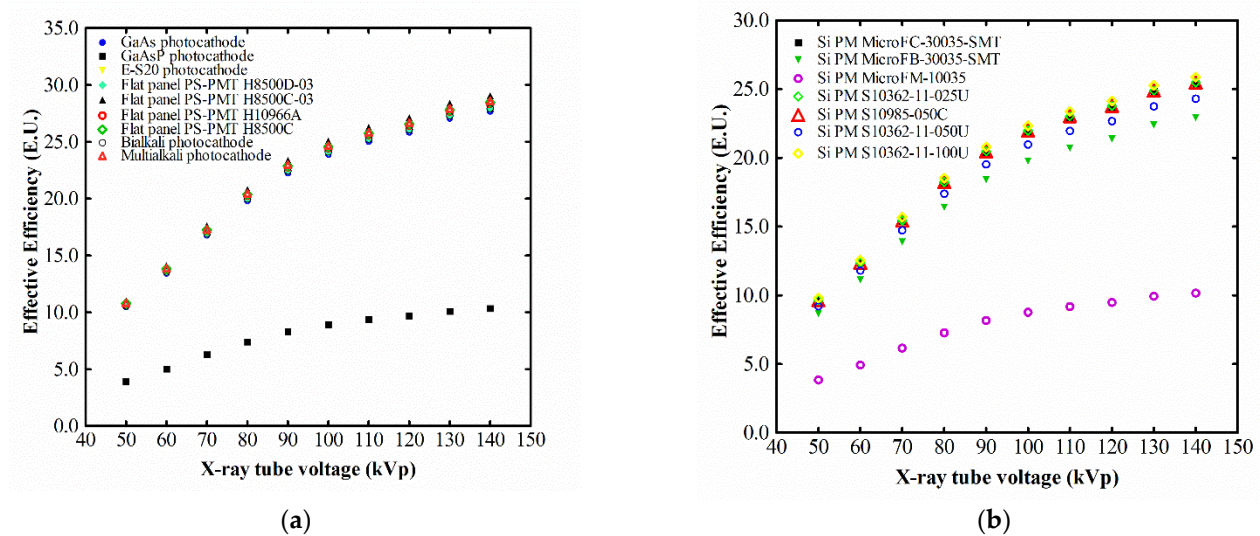 35.0
30.0
25.0
20.0
15.0
10.0
5.0
0.0
Effective Efficiency (E.U.)
GaAs photocathode
GaAsP photocathode
E-S20 photocathode
Flat panel PS-PMT H8500D-03
Flat panel PS-PMT H8500C-03
Flat panel PS-PMT H10966A
Flat panel PS-PMT H8500C
Bialkali photocathode
Multialkali photocathode
40 50 60 70 80 90 100 110 120 130 140 150
X-ray tube voltage (kVp)
(a)
30.0
25.0
20.0
15.0
10.0
5.0
0.0
Effective Efficiency (E.U.)
Si PM MicroFC-30035-SMT
Si PM MicroFB-30035-SMT
Si PM MicroFM-10035
Si PM S10362-11-025U
Si PM S10985-050C
Si PM S10362-11-050U
Si PM S10362-11-100U
40 50 60 70 80 90 100 110 120 130 140 150
X-ray tube voltage (kVp)
(b)